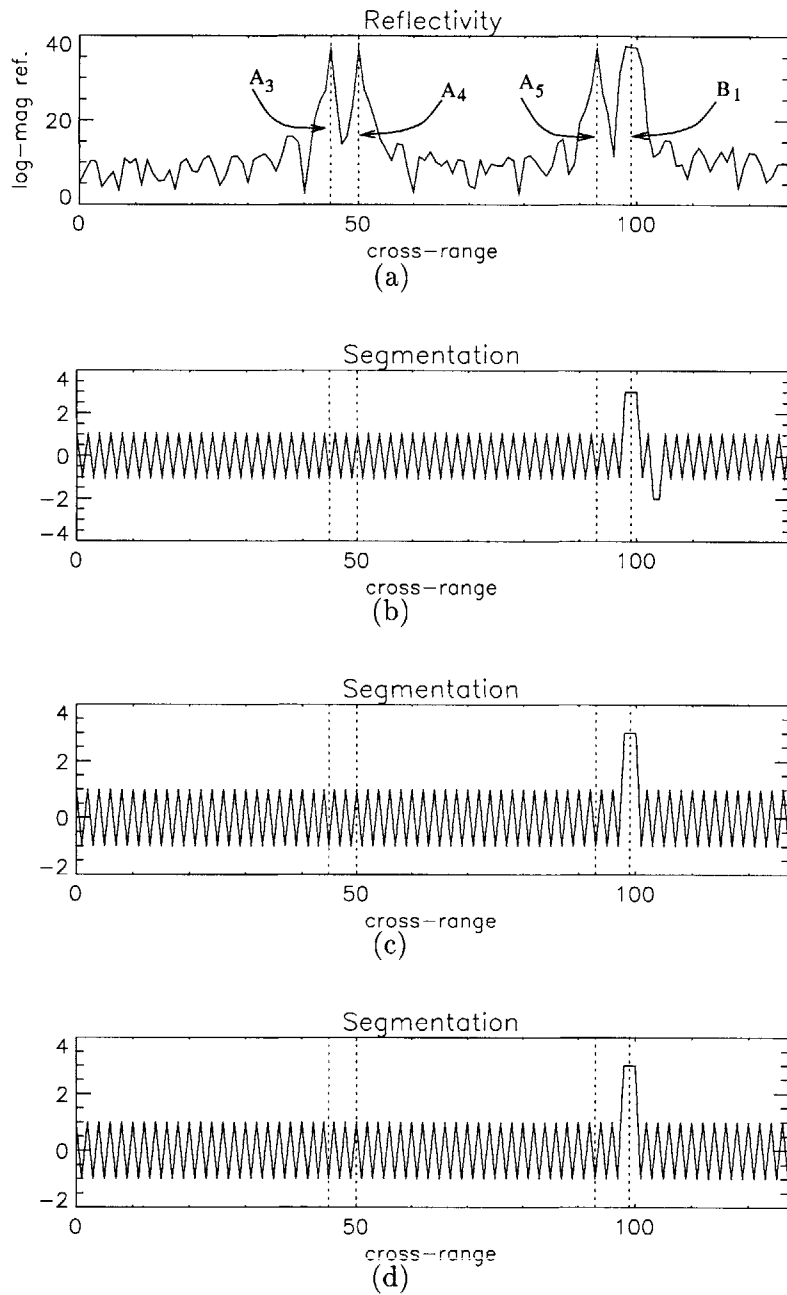 Reflectivity
log-mag ref.
40
20
0
A3
A4
A5
B1
0 50 100
cross-range
(a)
Segmentation
4
2
0
-2
-4
0 50 100
cross-range
(b)
Segmentation
4
2
0
-2
0 50 100
cross-range
(c)
Segmentation
4
2
0
-2
0 50 100
cross-range
(d)